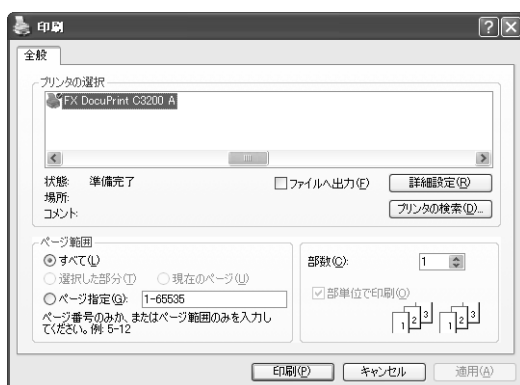 印刷
全般
プリンタの選択
FX DocuPrint C3200 A
状態: 準備完了
場所:
コメント:
ファイルへ出力(F)
詳細設定(R)
プリンタの検索(D)...
ページ範囲
すべて(L)
選択した部分(T) 現在のページ(U)
ページ指定(G): 1-65535
ページ番号のみか、またはページ範囲のみを入力し
てください。例: 5-12
部数(C): 1
部単位で印刷(O)
1 2 3 1 2 3
印刷(P) キャンセル 適用(A)